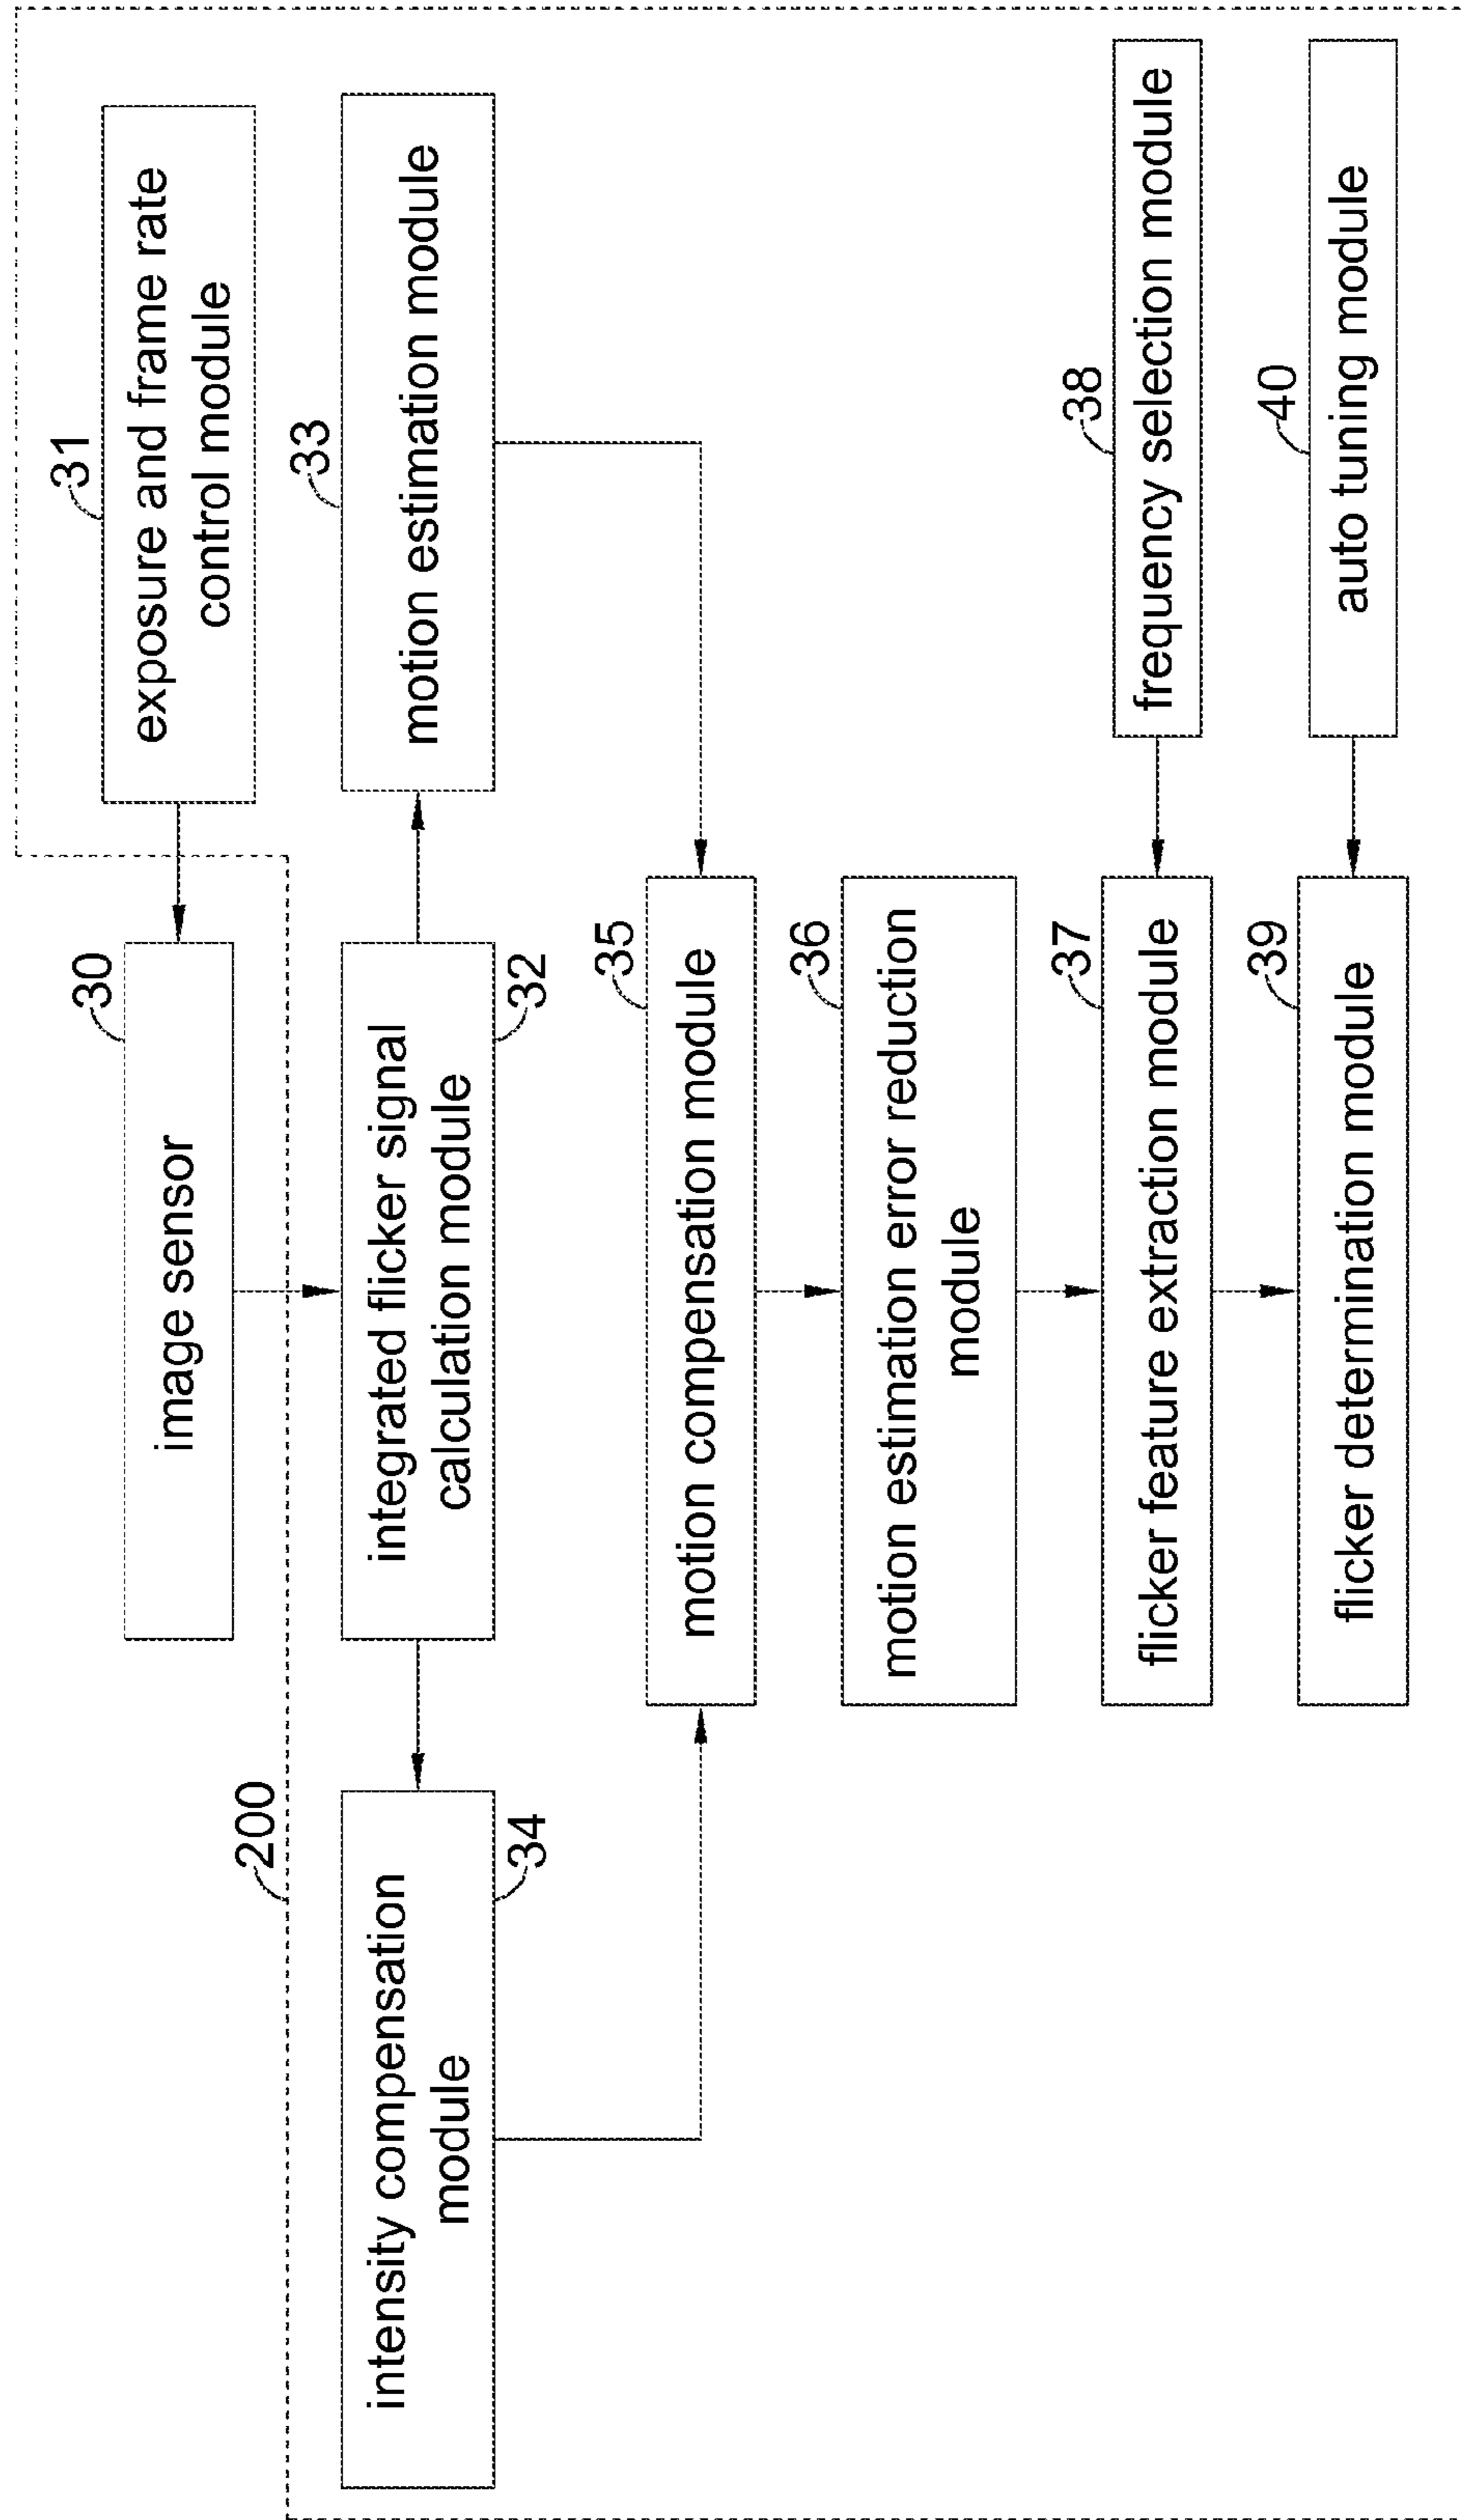 31
exposure and frame rate
control module
30
image sensor
200
33
motion estimation module
32
integrated flicker signal
calculation module
34
intensity compensation
module
35
motion compensation module
36
motion estimation error reduction
module
38
frequency selection module
37
flicker feature extraction module
40
auto tuning module
39
flicker determination module